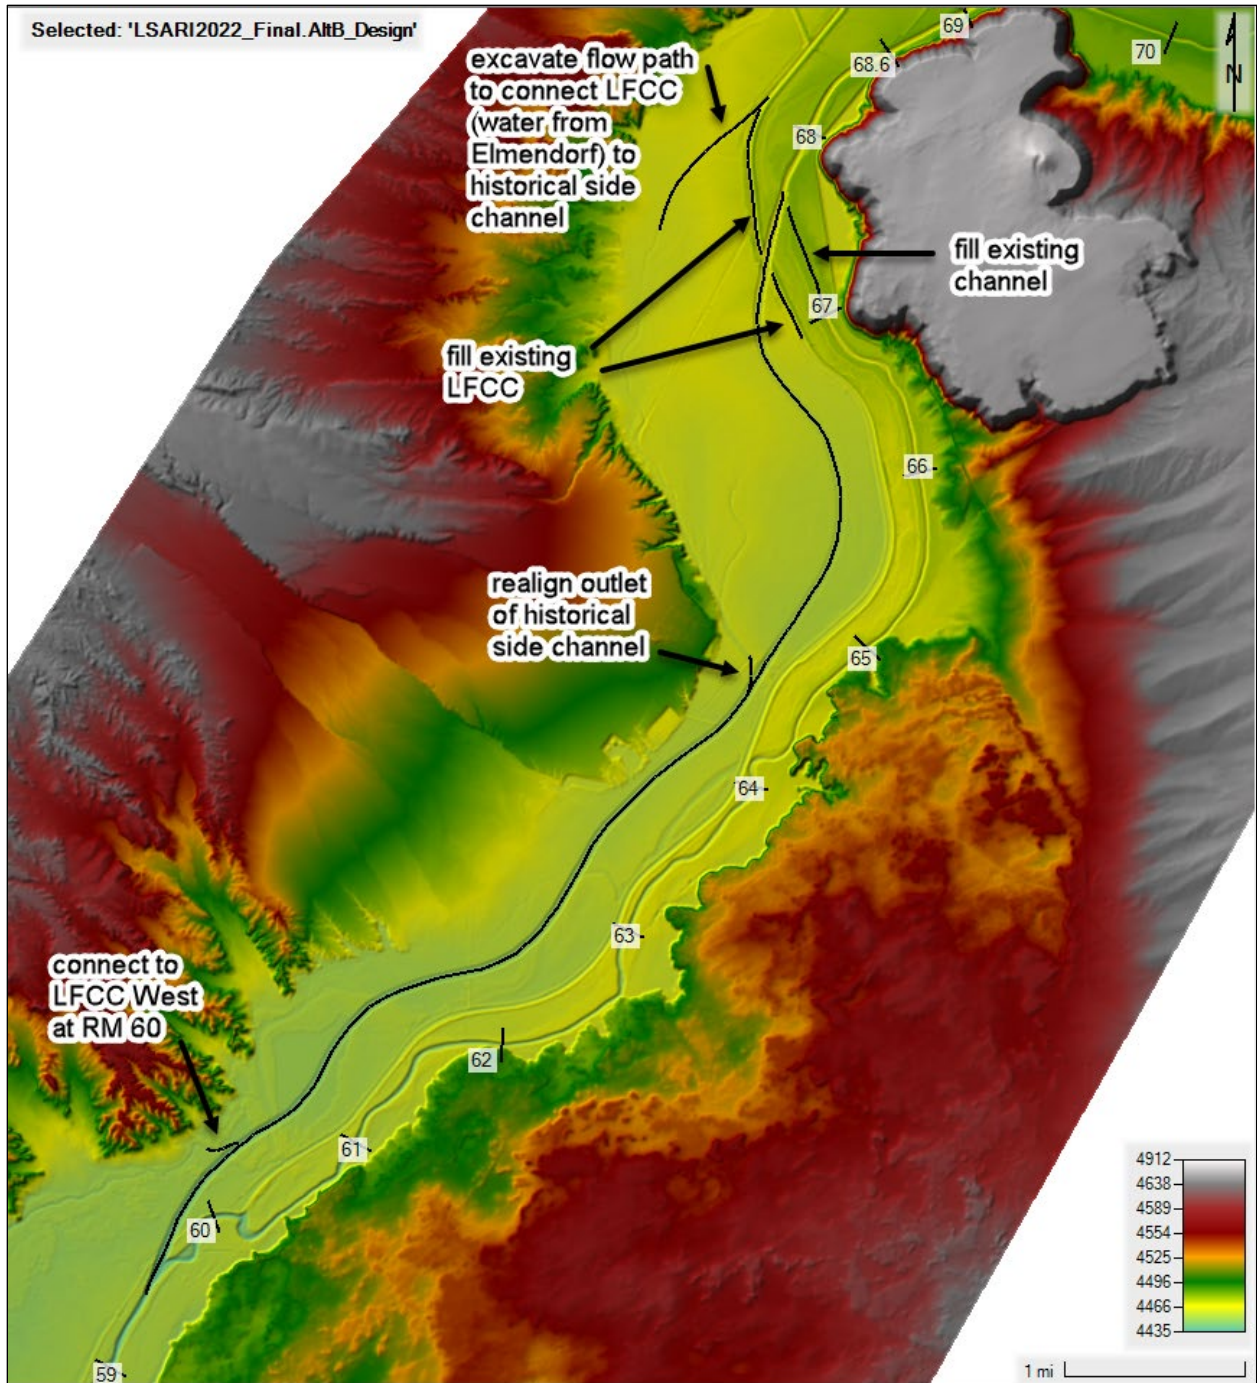 Selected: 'LSARI2022_Final.AltB_Design'
69
70
N
68.6
excavate flow path
to connect LFCC
(water from
Elmendorf) to
historical side
channel
68
fill existing
channel
67
fill existing
LFCC
66
realign outlet
of historical
side channel
65
64
63
connect to
LFCC West
at RM 60
62
61
60
59
4912
4638
4589
4554
4525
4496
4466
4435
1 mi